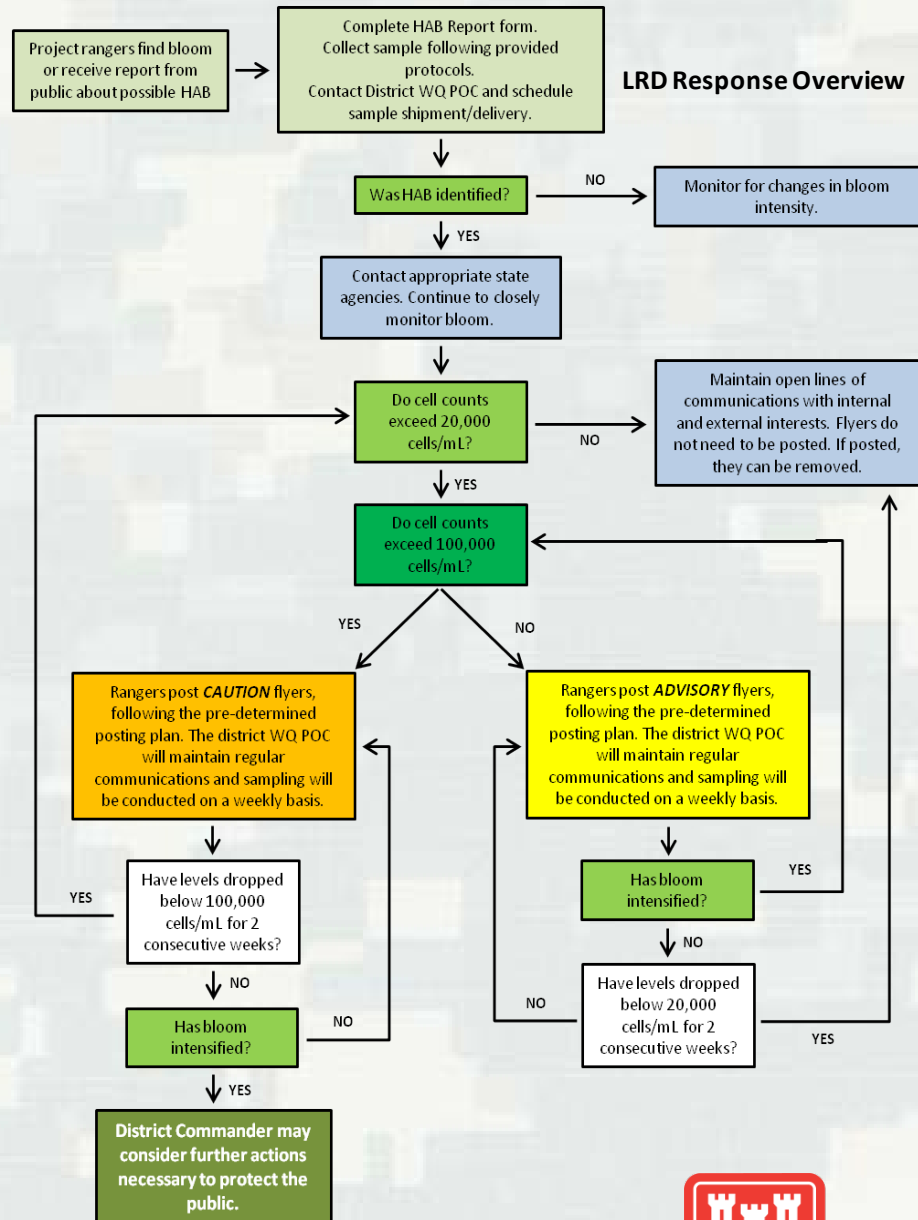 Project rangers find bloom
or receive report from
public about possible HAB
Complete HAB Report form.
Collect sample following provided
protocols.
Contact District WQ POC and schedule
sample shipment/delivery.
LRD Response Overview
Was HAB identified?
NO
Monitor for changes in bloom
intensity.
YES
Contact appropriate state
agencies. Continue to closely
monitor bloom.
Do cell counts
exceed 20,000
cells/mL?
NO
Maintain open lines of
communications with internal
and external interests. Flyers do
not need to be posted. If posted,
they can be removed.
YES
Do cell counts
exceed 100,000
cells/mL?
YES
NO
Rangers post CAUTION flyers,
following the pre-determined
posting plan. The district WQ POC
will maintain regular
communications and sampling will
be conducted on a weekly basis.
Rangers post ADVISORY flyers,
following the pre-determined
posting plan. The district WQ POC
will maintain regular
communications and sampling will
be conducted on a weekly basis.
YES
Have levels dropped
below 100,000
cells/mL for 2
consecutive weeks?
Has bloom
intensified?
YES
NO
NO
Has bloom
intensified?
NO
NO
Have levels dropped
below 20,000
cells/mL for 2
consecutive weeks?
YES
YES
District Commander may
consider further actions
necessary to protect the
public.